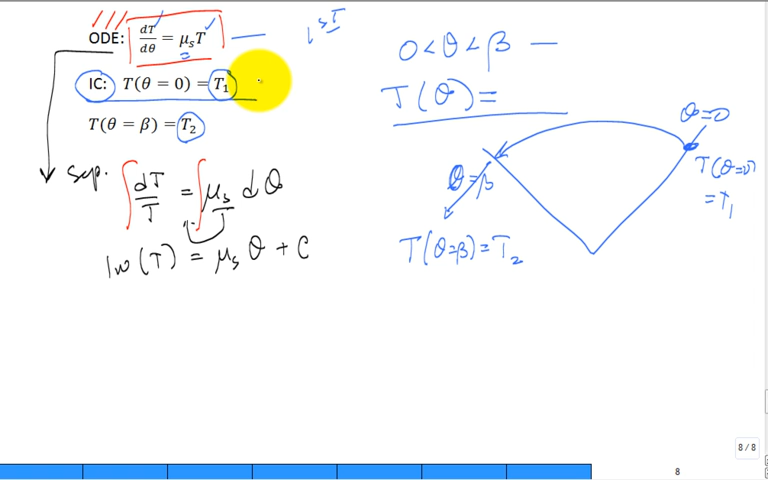 ODE: dT/dθ = μₛT
1ST
IC: T(θ = 0) = T₁
T(θ = β) = T₂
0 < θ < β —
T(θ) =
θ=0
T(θ=0)
= T₁
θ=β
T(θ=β) = T₂
Sep. ∫ dT/T = ∫ μₛ dθ
ln(T) = μₛ θ + C
8 / 8
8